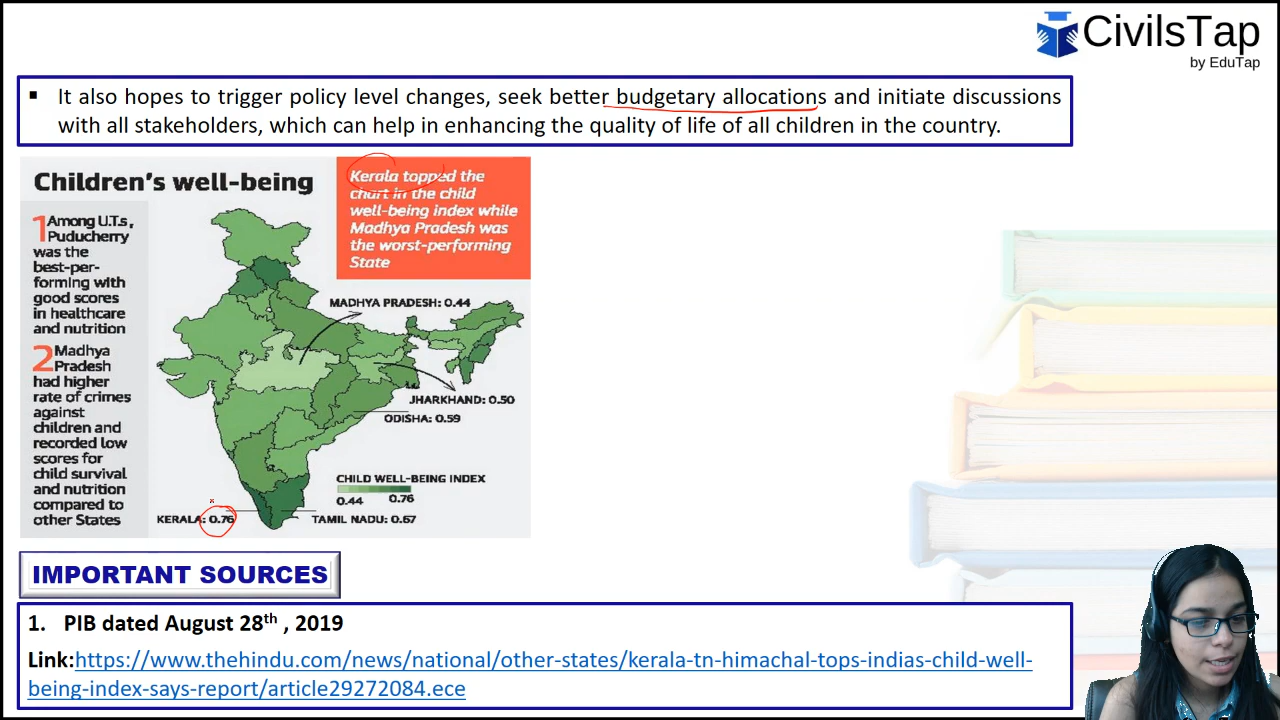 CivilsTap
by EduTap
▪ It also hopes to trigger policy level changes, seek better budgetary allocations and initiate discussions
with all stakeholders, which can help in enhancing the quality of life of all children in the country.
Children's well-being
Kerala topped the
chart in the child
well-being index while
Madhya Pradesh was
the worst-performing
State
1 Among U.T.s,
Puducherry
was the
best-per-
forming with
good scores
in healthcare
and nutrition
2 Madhya
Pradesh
had higher
rate of crimes
against
children and
recorded low
scores for
child survival
and nutrition
compared to
other States
MADHYA PRADESH: 0.44
JHARKHAND: 0.50
ODISHA: 0.59
CHILD WELL-BEING INDEX
0.44 0.76
KERALA: 0.76
TAMIL NADU: 0.67
IMPORTANT SOURCES
1. PIB dated August 28th , 2019
Link:https://www.thehindu.com/news/national/other-states/kerala-tn-himachal-tops-indias-child-well-
being-index-says-report/article29272084.ece